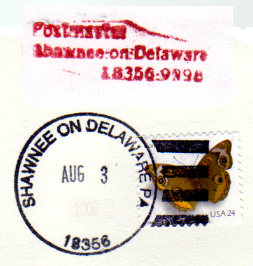 Postmaster
Shawnee-on-Delaware
18356-9998
SHAWNEE ON DELAWARE PA
AUG 3
18356
USA 24